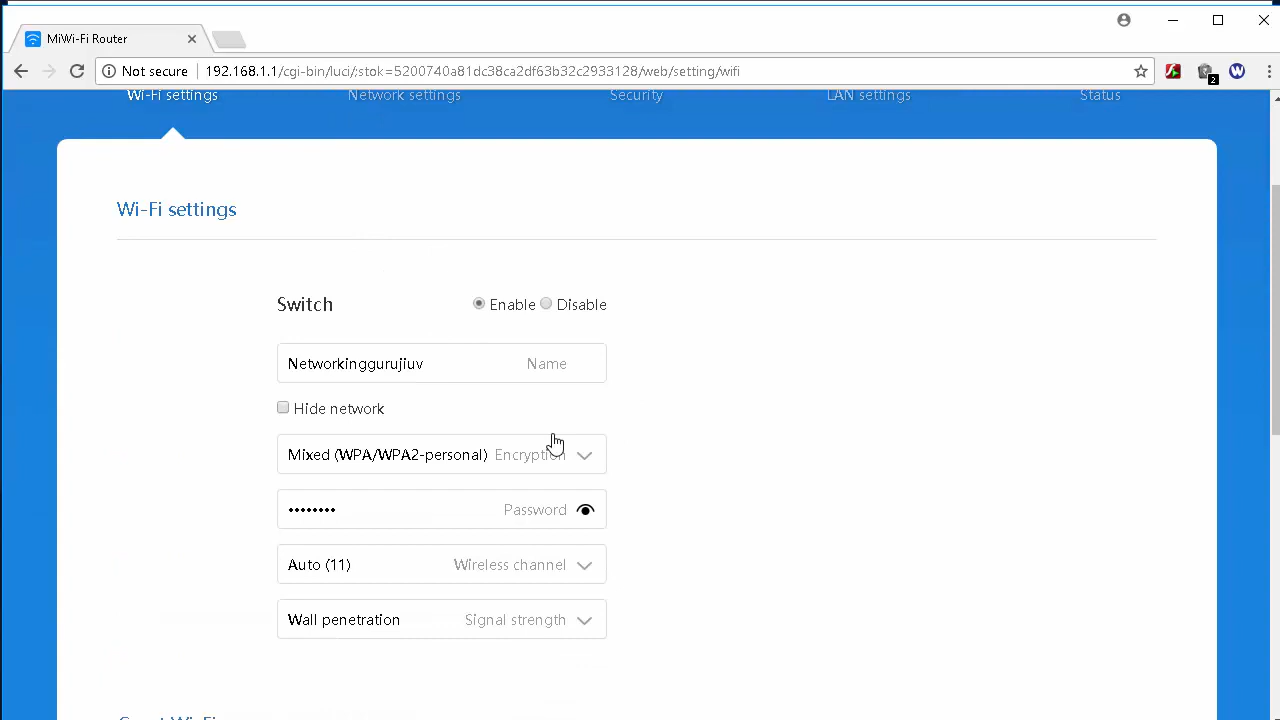 MiWi-Fi Router
Not secure 192.168.1.1/cgi-bin/luci/;stok=5200740a81dc38a2df63b32c2933128/web/setting/wifi
2
Wi-Fi settings Network settings Security LAN settings Status
Wi-Fi settings
Switch Enable Disable
Networkinggurujiuv Name
Hide network
Mixed (WPA/WPA2-personal) Encryption
•••••••• Password
Auto (11) Wireless channel
Wall penetration Signal strength